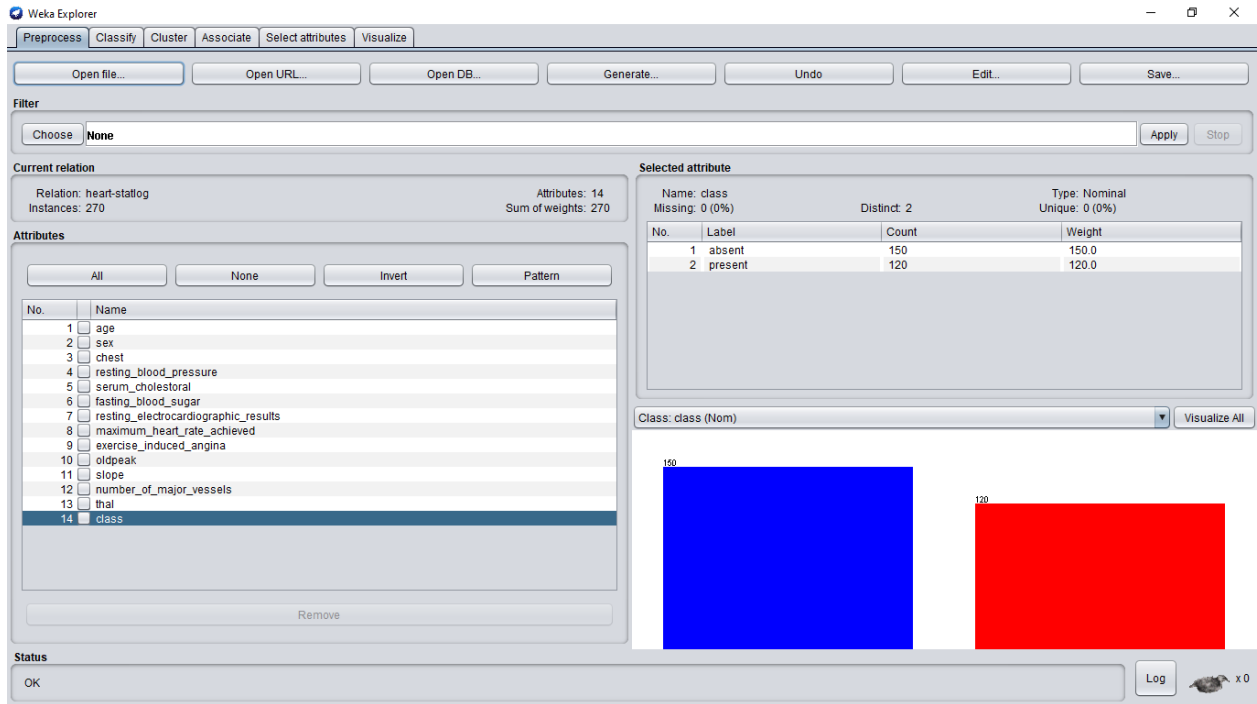 Weka Explorer
Preprocess Classify Cluster Associate Select attributes Visualize
Open file... Open URL... Open DB... Generate... Undo Edit... Save...
Filter
Choose None Apply Stop
Current relation
Relation: heart-statlog Attributes: 14
Instances: 270 Sum of weights: 270
Attributes
All None Invert Pattern
No. Name
1 age
2 sex
3 chest
4 resting_blood_pressure
5 serum_cholestoral
6 fasting_blood_sugar
7 resting_electrocardiographic_results
8 maximum_heart_rate_achieved
9 exercise_induced_angina
10 oldpeak
11 slope
12 number_of_major_vessels
13 thal
14 class
Remove
Selected attribute
Name: class Type: Nominal
Missing: 0 (0%) Distinct: 2 Unique: 0 (0%)
No. Label Count Weight
1 absent 150 150.0
2 present 120 120.0
Class: class (Nom) Visualize All
150
120
Status
OK Log x 0